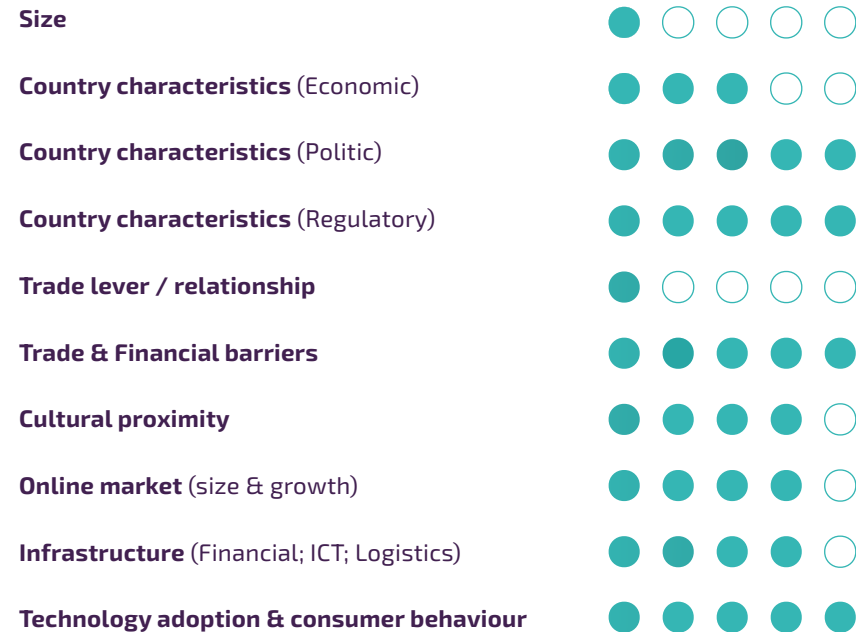 Size
Country characteristics (Economic)
Country characteristics (Politic)
Country characteristics (Regulatory)
Trade lever / relationship
Trade & Financial barriers
Cultural proximity
Online market (size & growth)
Infrastructure (Financial; ICT; Logistics)
Technology adoption & consumer behaviour